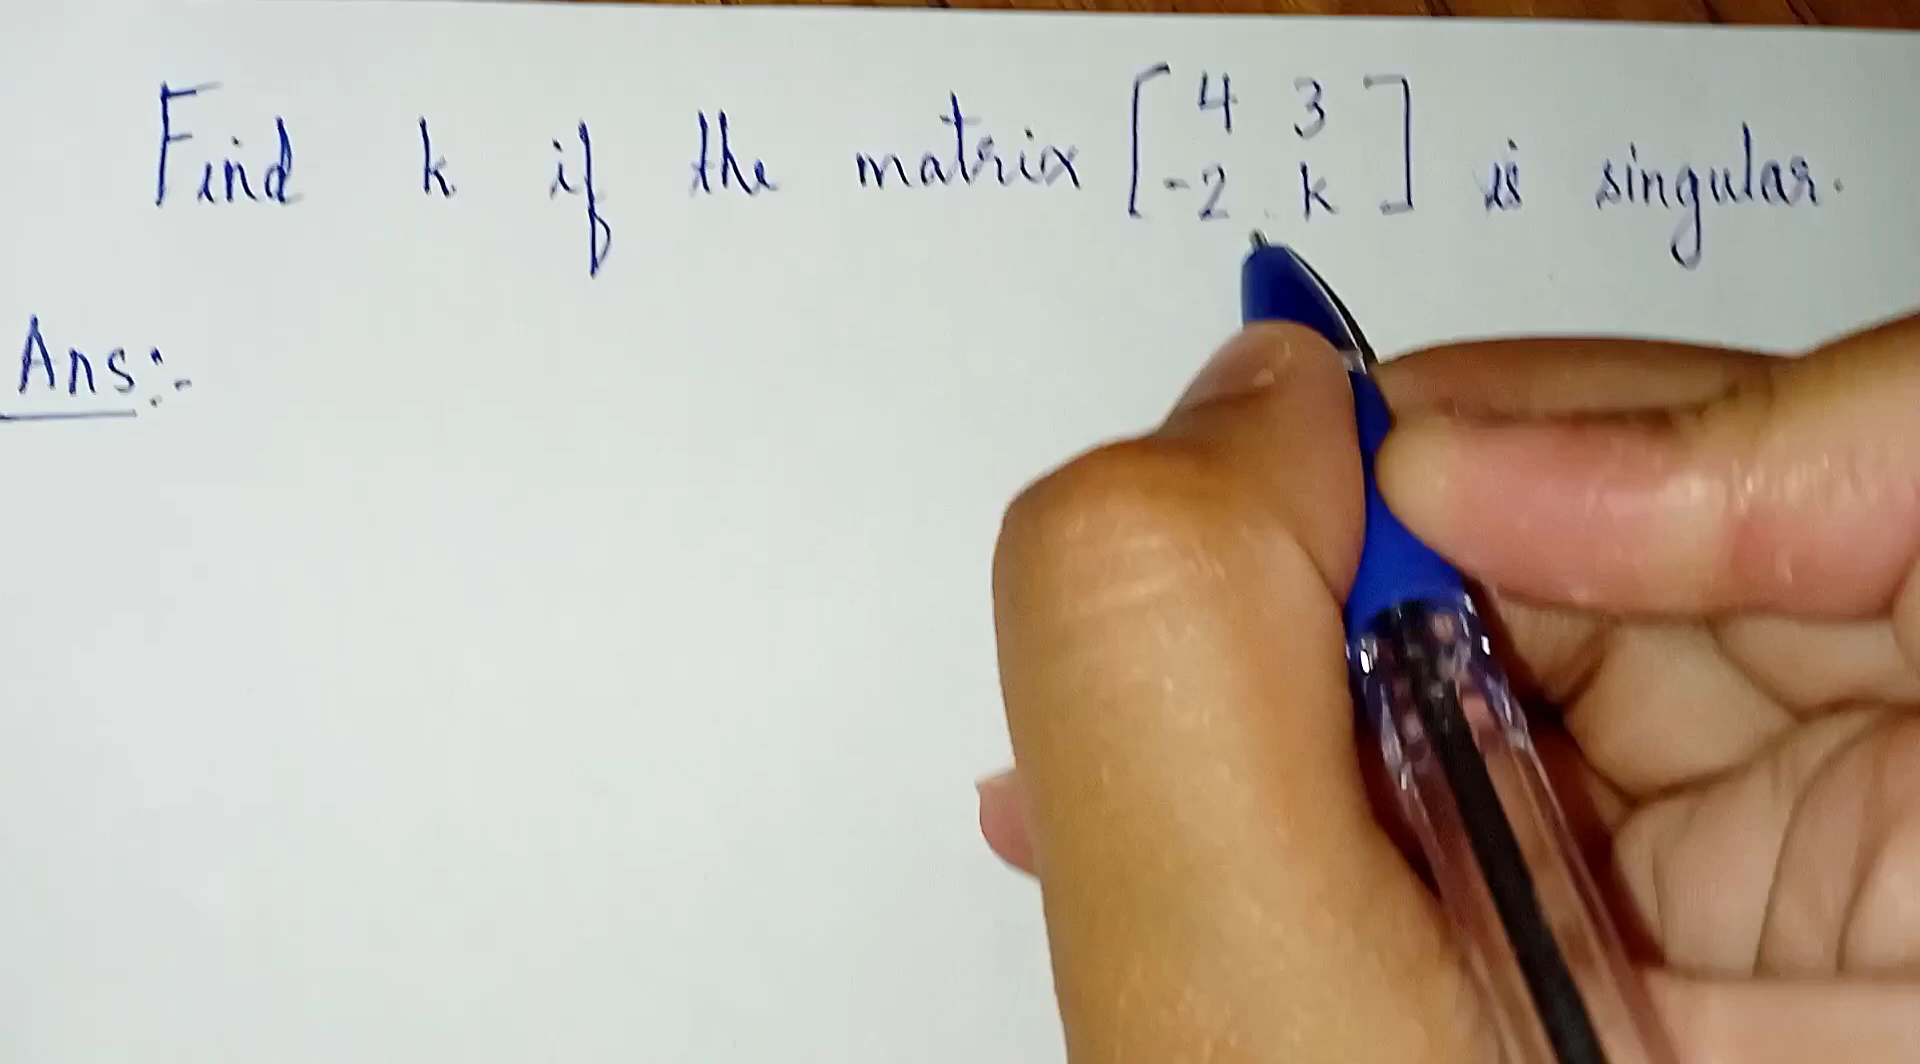 Find k if the matrix [ 4 3 -2 k ] is singular.
Ans:-